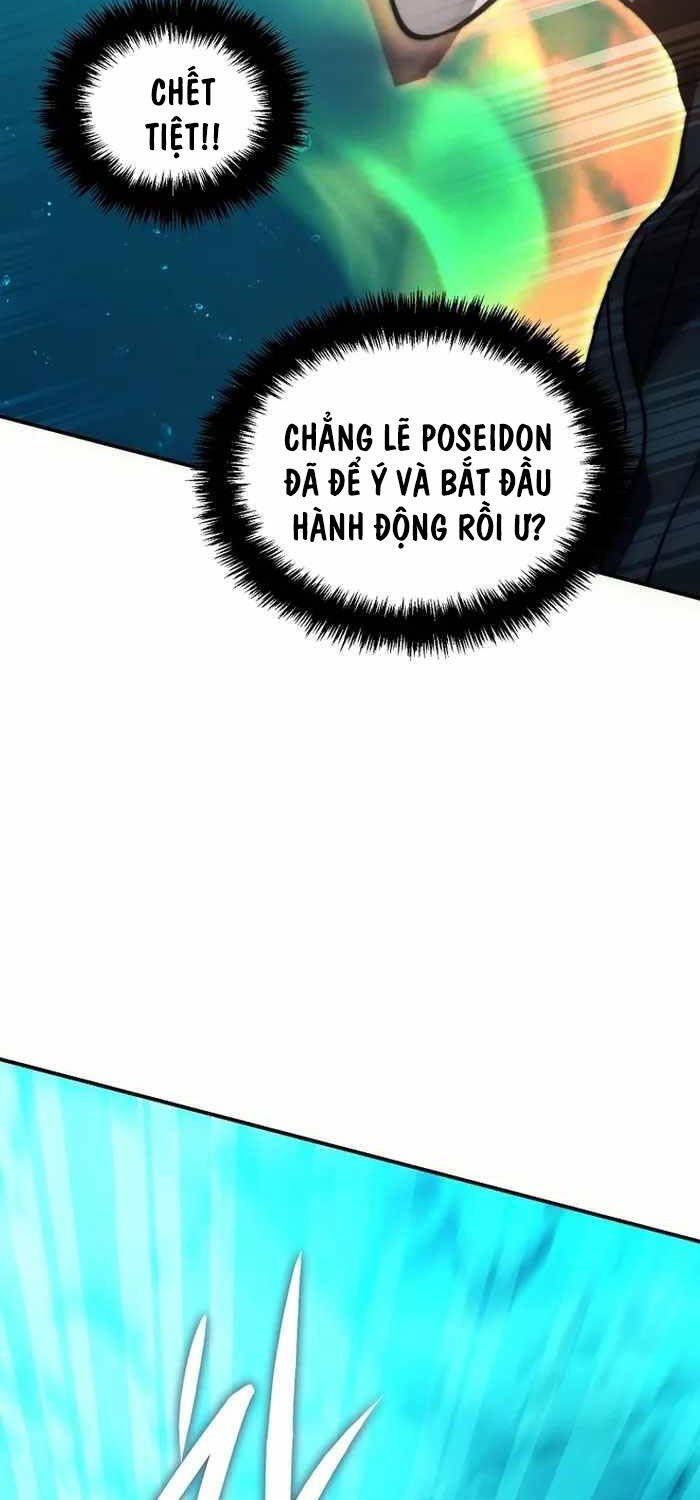 CHẾT
TIỆT!!
CHẲNG LẼ POSEIDON
ĐÃ ĐỂ Ý VÀ BẮT ĐẦU
HÀNH ĐỘNG RỒI Ư?